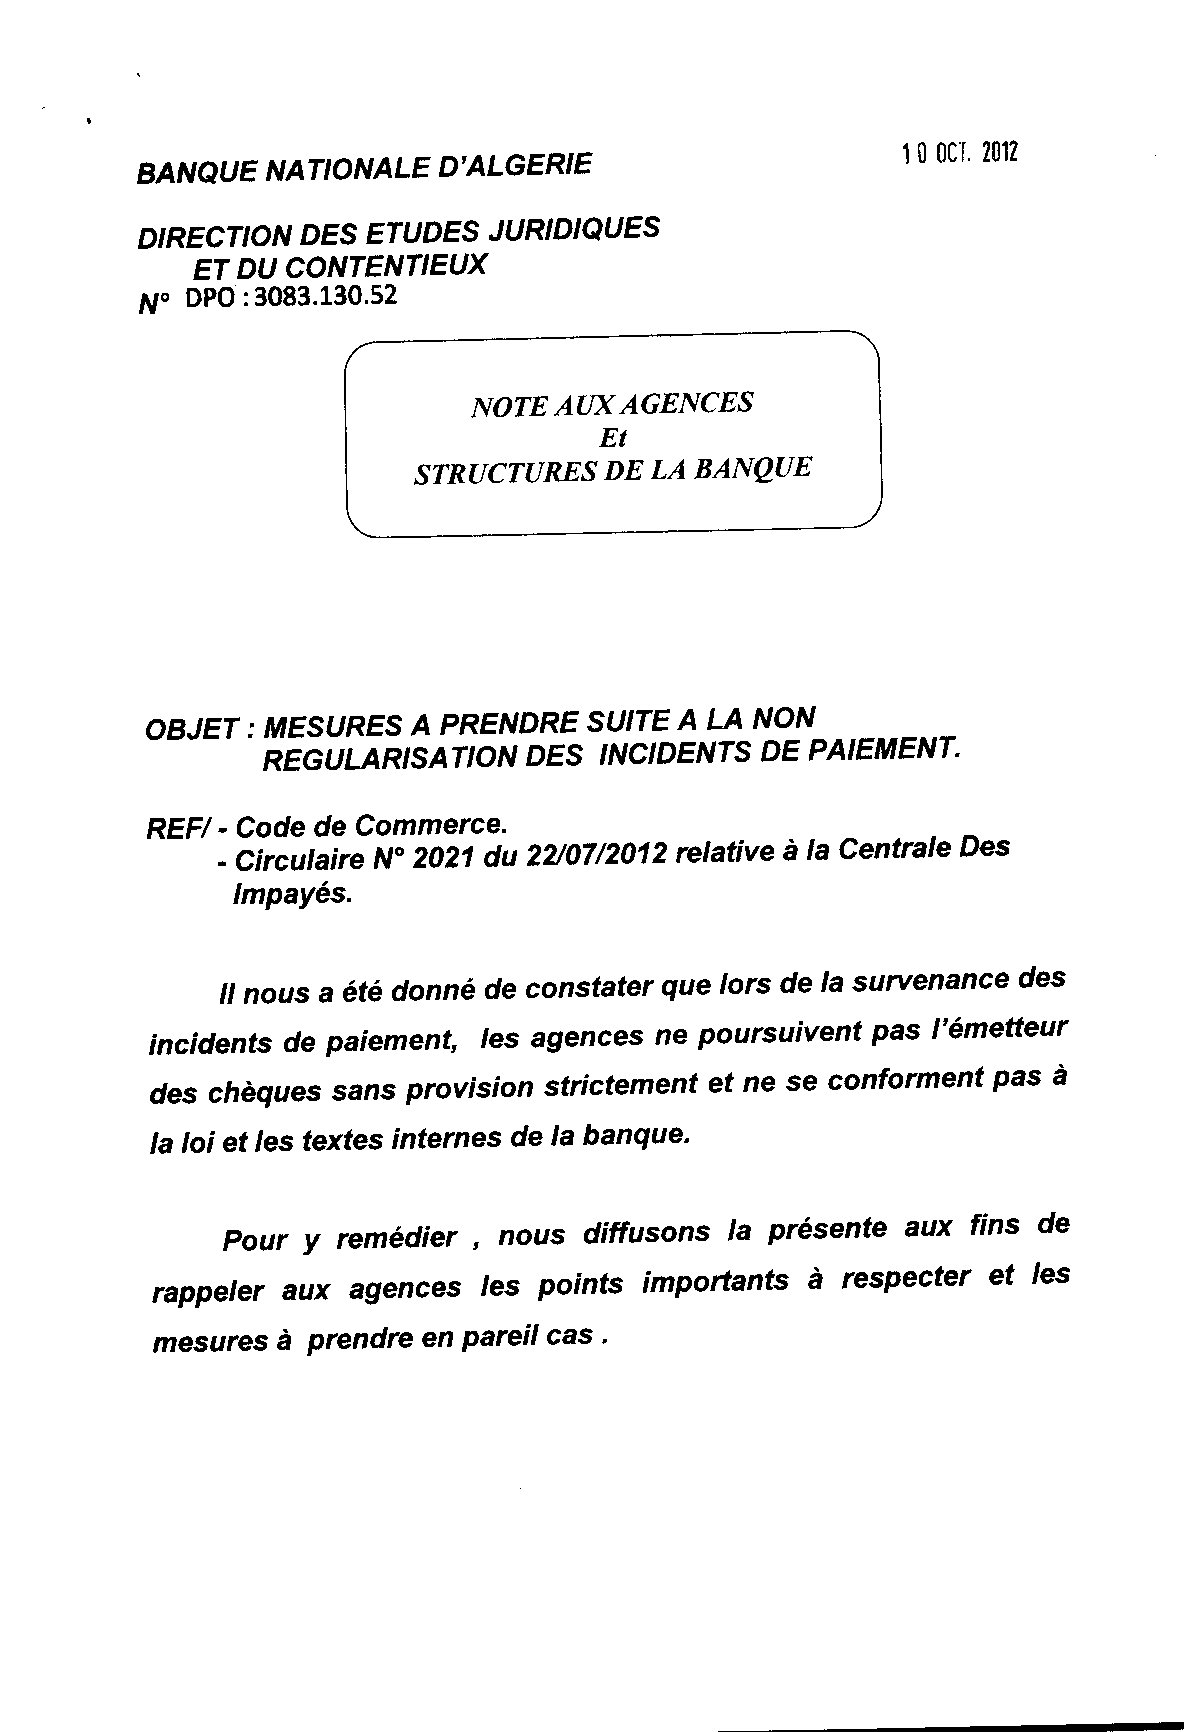 BANQUE NATIONALE D'ALGERIE
10 OCT. 2012
DIRECTION DES ETUDES JURIDIQUES
ET DU CONTENTIEUX
N° DPO : 3083.130.52
NOTE AUX AGENCES
Et
STRUCTURES DE LA BANQUE
OBJET : MESURES A PRENDRE SUITE A LA NON
REGULARISATION DES INCIDENTS DE PAIEMENT.
REF/ - Code de Commerce.
- Circulaire N° 2021 du 22/07/2012 relative à la Centrale Des
Impayés.
Il nous a été donné de constater que lors de la survenance des
incidents de paiement, les agences ne poursuivent pas l'émetteur
des chèques sans provision strictement et ne se conforment pas à
la loi et les textes internes de la banque.
Pour y remédier , nous diffusons la présente aux fins de
rappeler aux agences les points importants à respecter et les
mesures à prendre en pareil cas .